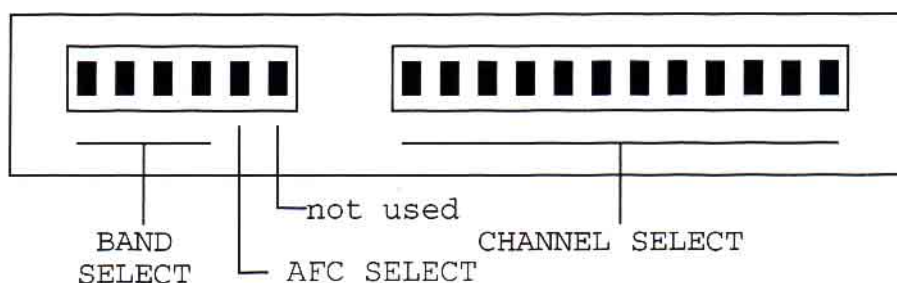 not used
BAND
SELECT
CHANNEL SELECT
AFC SELECT